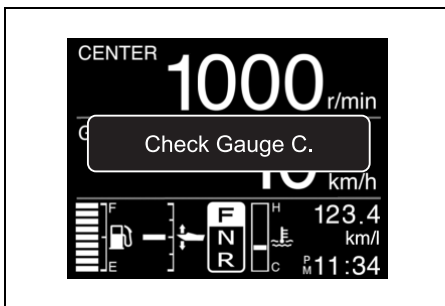 CENTER 1000 r/min
Check Gauge C.
km/h
F H 123.4
F N km/l
E R C PM 11:34